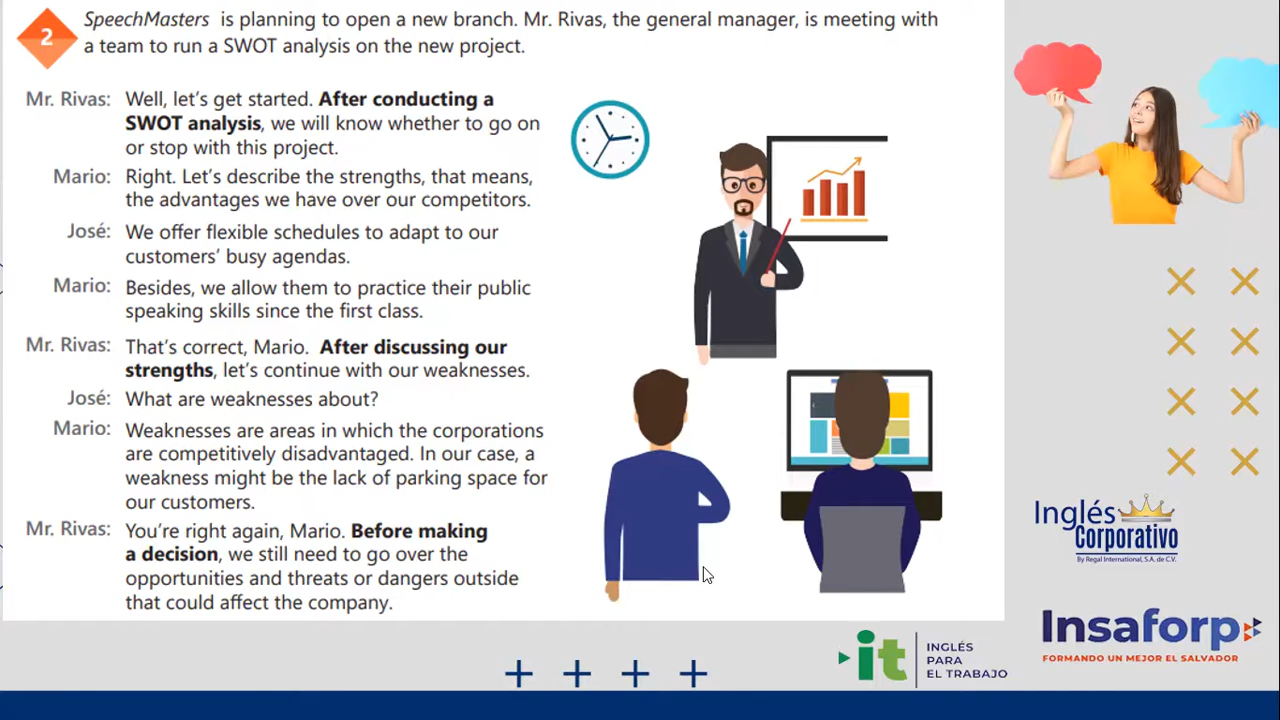 2
SpeechMasters is planning to open a new branch. Mr. Rivas, the general manager, is meeting with
a team to run a SWOT analysis on the new project.
Mr. Rivas: Well, let's get started. After conducting a
SWOT analysis, we will know whether to go on
or stop with this project.
Mario: Right. Let's describe the strengths, that means,
the advantages we have over our competitors.
José: We offer flexible schedules to adapt to our
customers' busy agendas.
Mario: Besides, we allow them to practice their public
speaking skills since the first class.
Mr. Rivas: That's correct, Mario. After discussing our
strengths, let's continue with our weaknesses.
José: What are weaknesses about?
Mario: Weaknesses are areas in which the corporations
are competitively disadvantaged. In our case, a
weakness might be the lack of parking space for
our customers.
Mr. Rivas: You're right again, Mario. Before making
a decision, we still need to go over the
opportunities and threats or dangers outside
that could affect the company.
Inglés
Corporativo
By Regal International, S.A. de C.V.
Insaforp
FORMANDO UN MEJOR EL SALVADOR
it
INGLÉS
PARA
EL TRABAJO